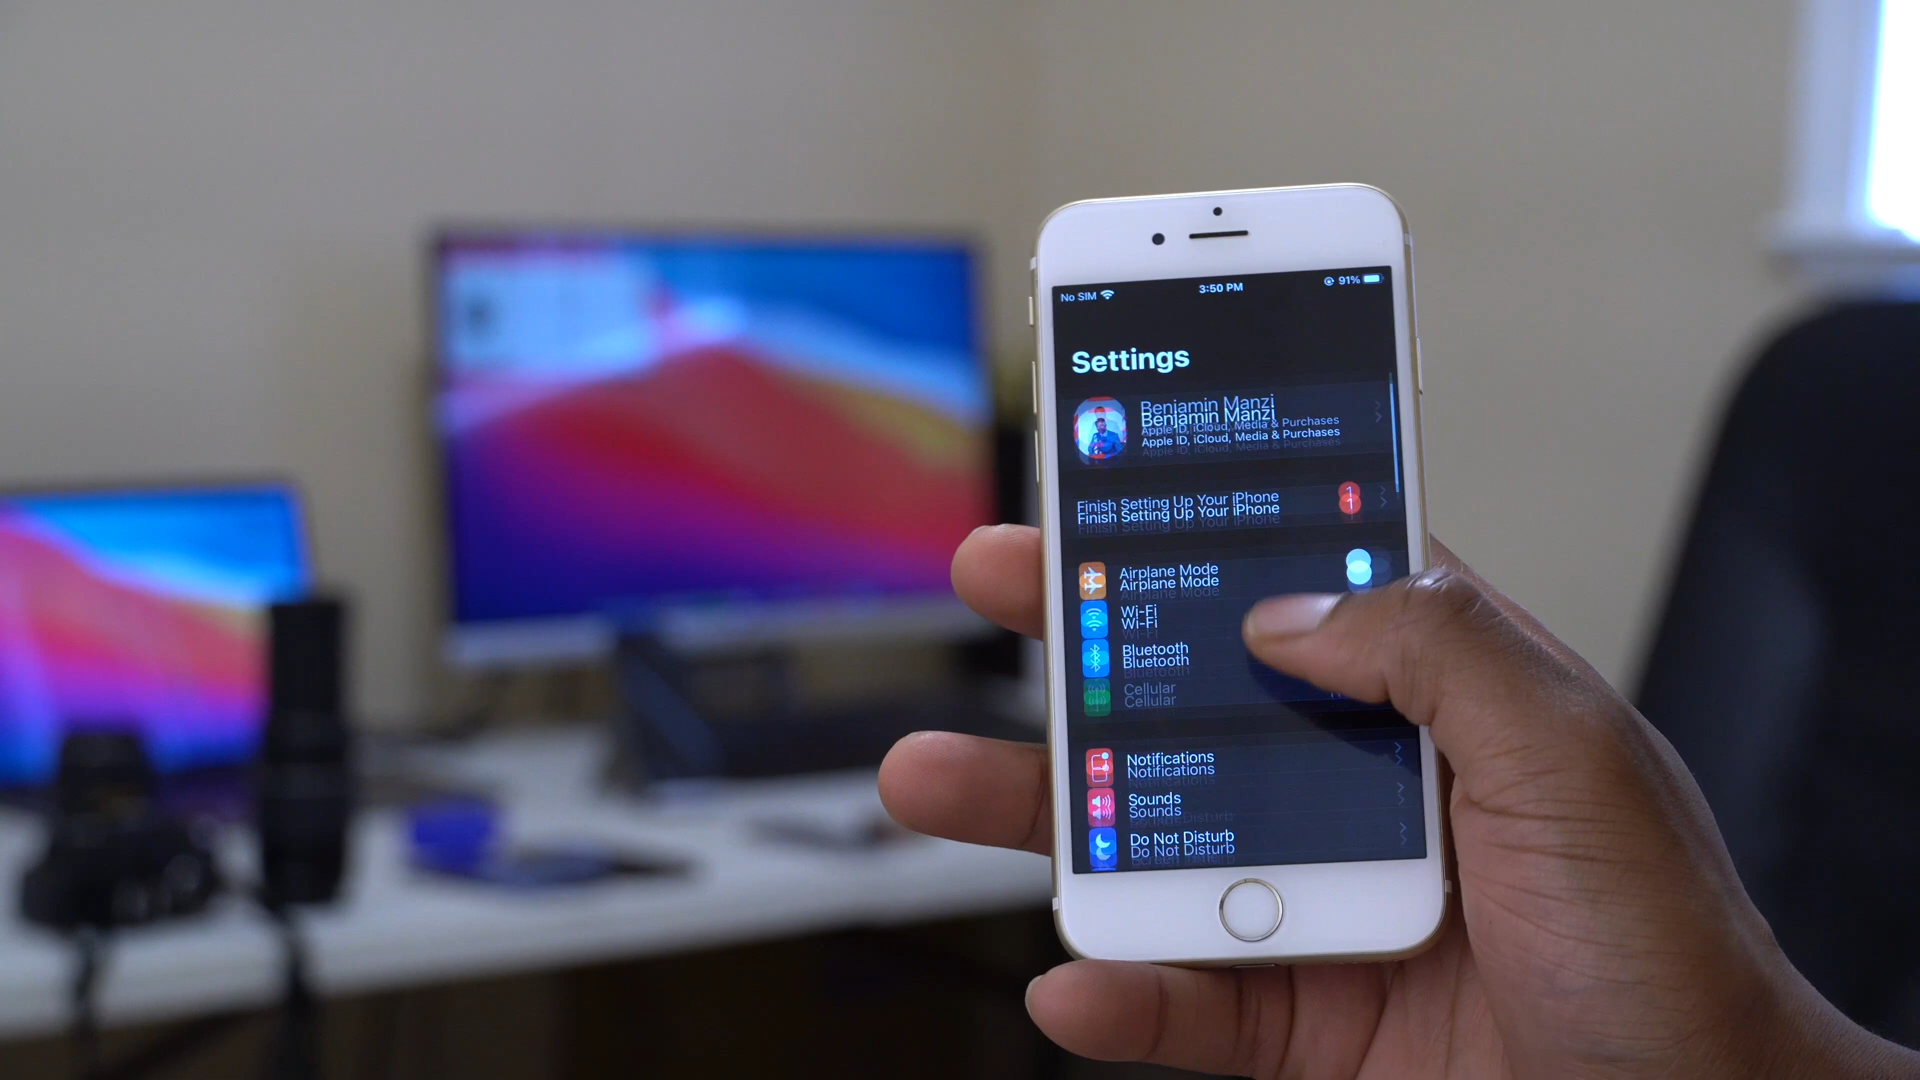 No SIM 3:50 PM 91%
Settings
Benjamin Manzi
Apple ID, iCloud, Media & Purchases
Finish Setting Up Your iPhone 1
Airplane Mode
Wi-Fi
Bluetooth
Cellular
Notifications
Sounds
Do Not Disturb